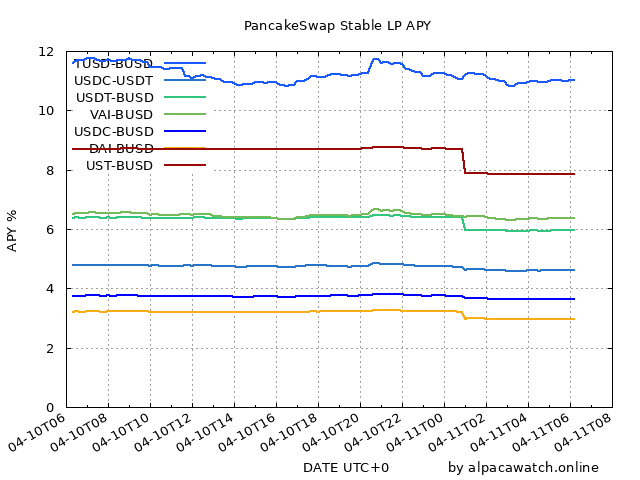 PancakeSwap Stable LP APY
12
10
8
6
4
2
0
APY %
TUSD-BUSD
USDC-USDT
USDT-BUSD
VAI-BUSD
USDC-BUSD
DAI-BUSD
UST-BUSD
04-10T06
04-10T08
04-10T10
04-10T12
04-10T14
04-10T16
04-10T18
04-10T20
04-10T22
04-11T00
04-11T02
04-11T04
04-11T06
04-11T08
DATE UTC+0
by alpacawatch.online